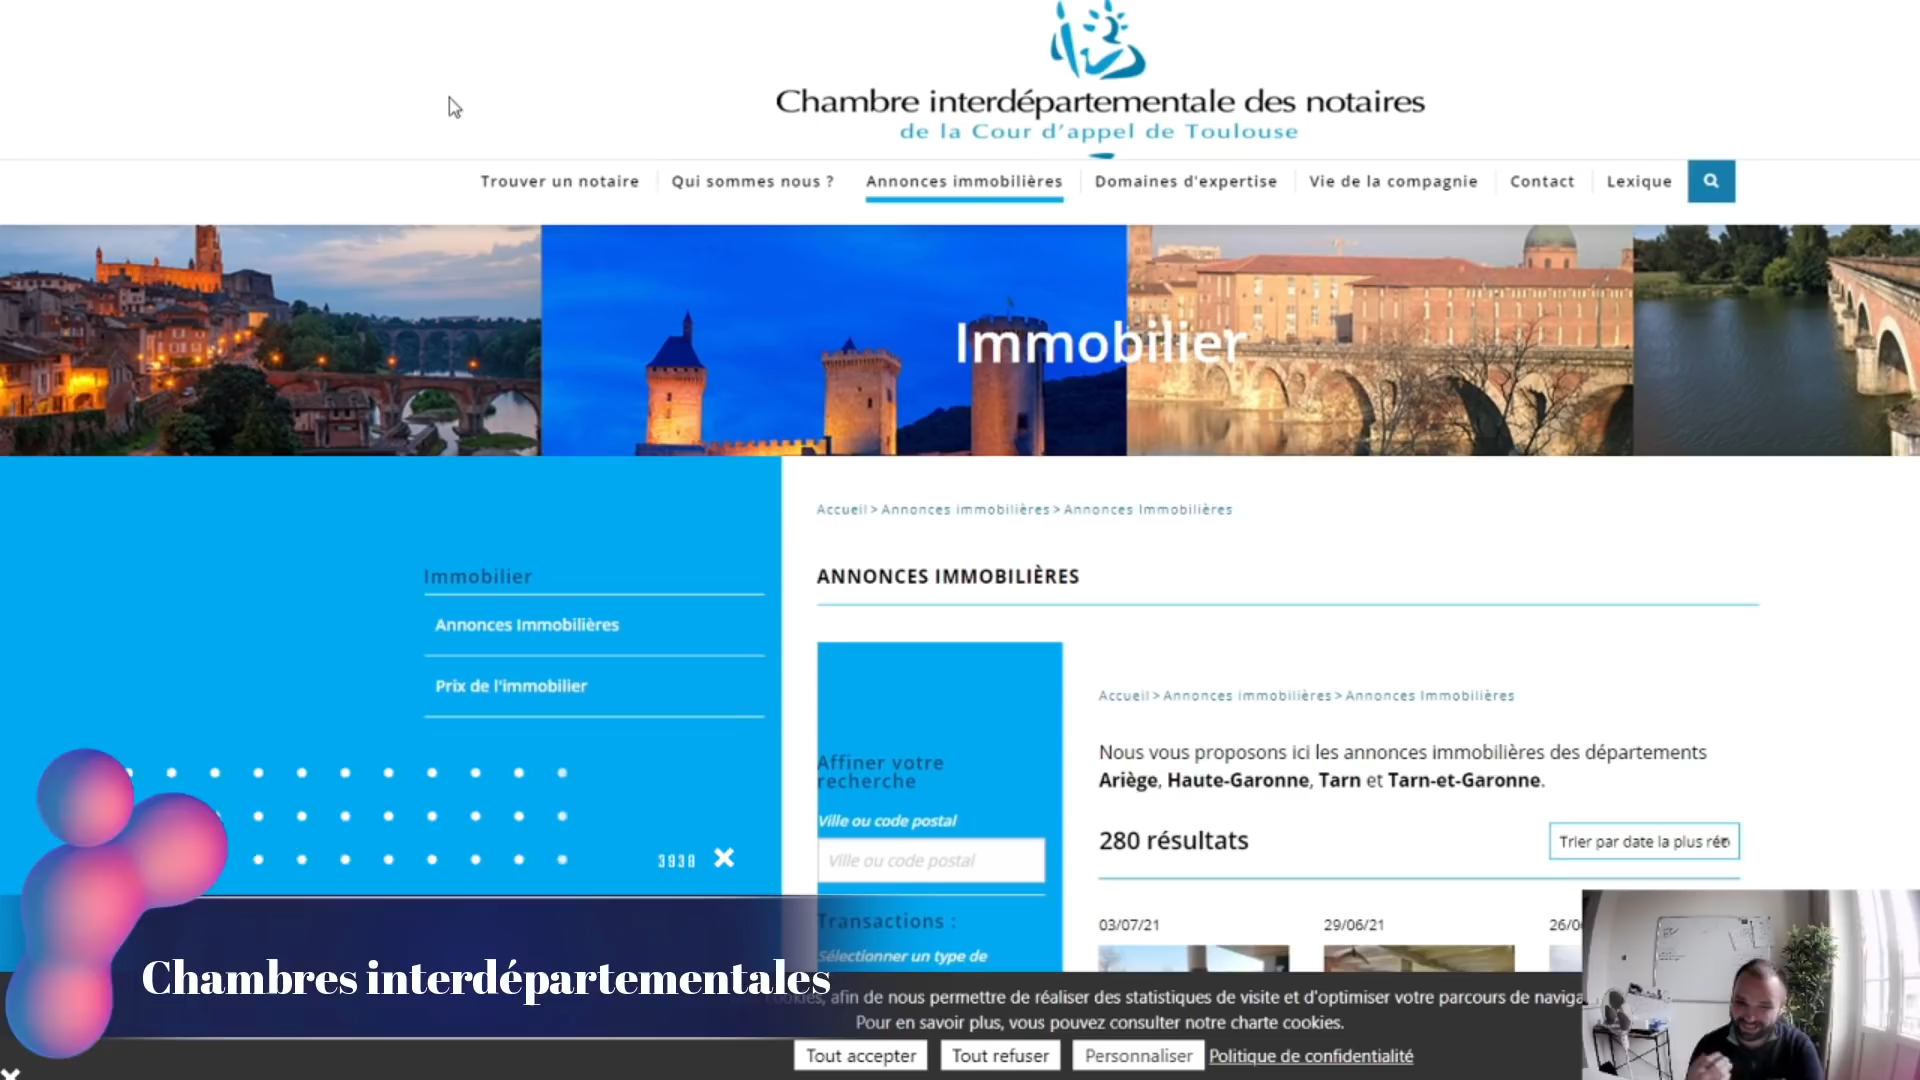 Chambre interdépartementale des notaires
de la Cour d'appel de Toulouse
Trouver un notaire
Qui sommes nous ?
Annonces immobilières
Domaines d'expertise
Vie de la compagnie
Contact
Lexique
Immobilier
Accueil > Annonces immobilières > Annonces Immobilières
Immobilier
Annonces Immobilières
Prix de l'immobilier
3938
ANNONCES IMMOBILIÈRES
Affiner votre
recherche
Ville ou code postal
Ville ou code postal
Transactions :
Sélectionner un type de
Accueil > Annonces immobilières > Annonces Immobilières
Nous vous proposons ici les annonces immobilières des départements
Ariège, Haute-Garonne, Tarn et Tarn-et-Garonne.
280 résultats
Trier par date la plus
03/07/21
29/06/21
Chambres interdépartementales
afin de nous permettre de réaliser des statistiques de visite et d'optimiser votre parcours de
Pour en savoir plus, vous pouvez consulter notre charte cookies.
Tout accepter
Tout refuser
Personnaliser
Politique de confidentialité